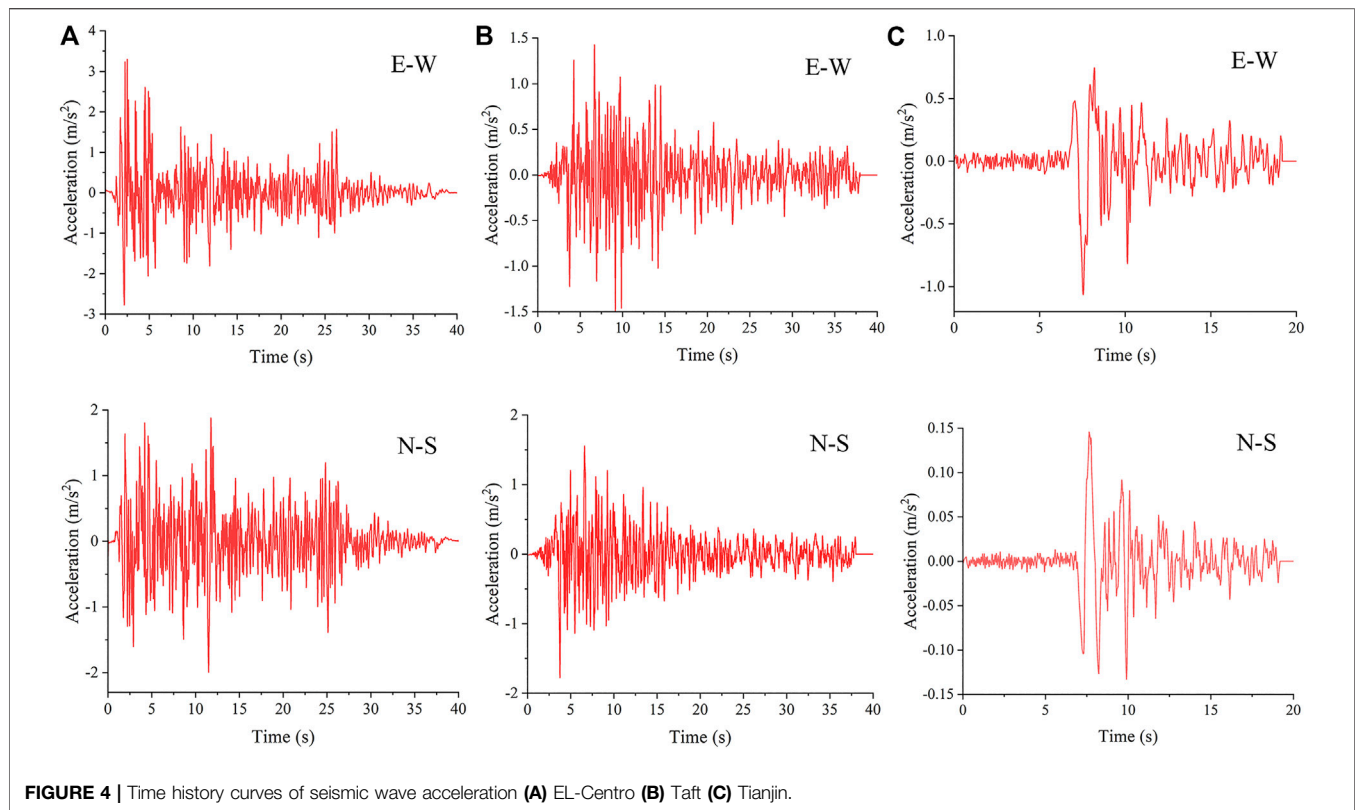 A
E-W
Acceleration (m/s²)
4
3
2
1
0
-1
-2
-3
0 5 10 15 20 25 30 35 40
Time (s)
B
E-W
Acceleration (m/s²)
1.5
1.0
0.5
0.0
-0.5
-1.0
-1.5
0 5 10 15 20 25 30 35 40
Time (s)
C
E-W
Acceleration (m/s²)
1.0
0.5
0.0
-0.5
-1.0
0 5 10 15 20
Time (s)
N-S
Acceleration (m/s²)
2
1
0
-1
-2
0 5 10 15 20 25 30 35 40
Time (s)
N-S
Acceleration (m/s²)
2
1
0
-1
2
0 5 10 15 20 25 30 35 40
Time (s)
N-S
Acceleration (m/s²)
0.15
0.10
0.05
0.00
-0.05
-0.10
-0.15
0 5 10 15 20
Time (s)
FIGURE 4 | Time history curves of seismic wave acceleration (A) EL-Centro (B) Taft (C) Tianjin.